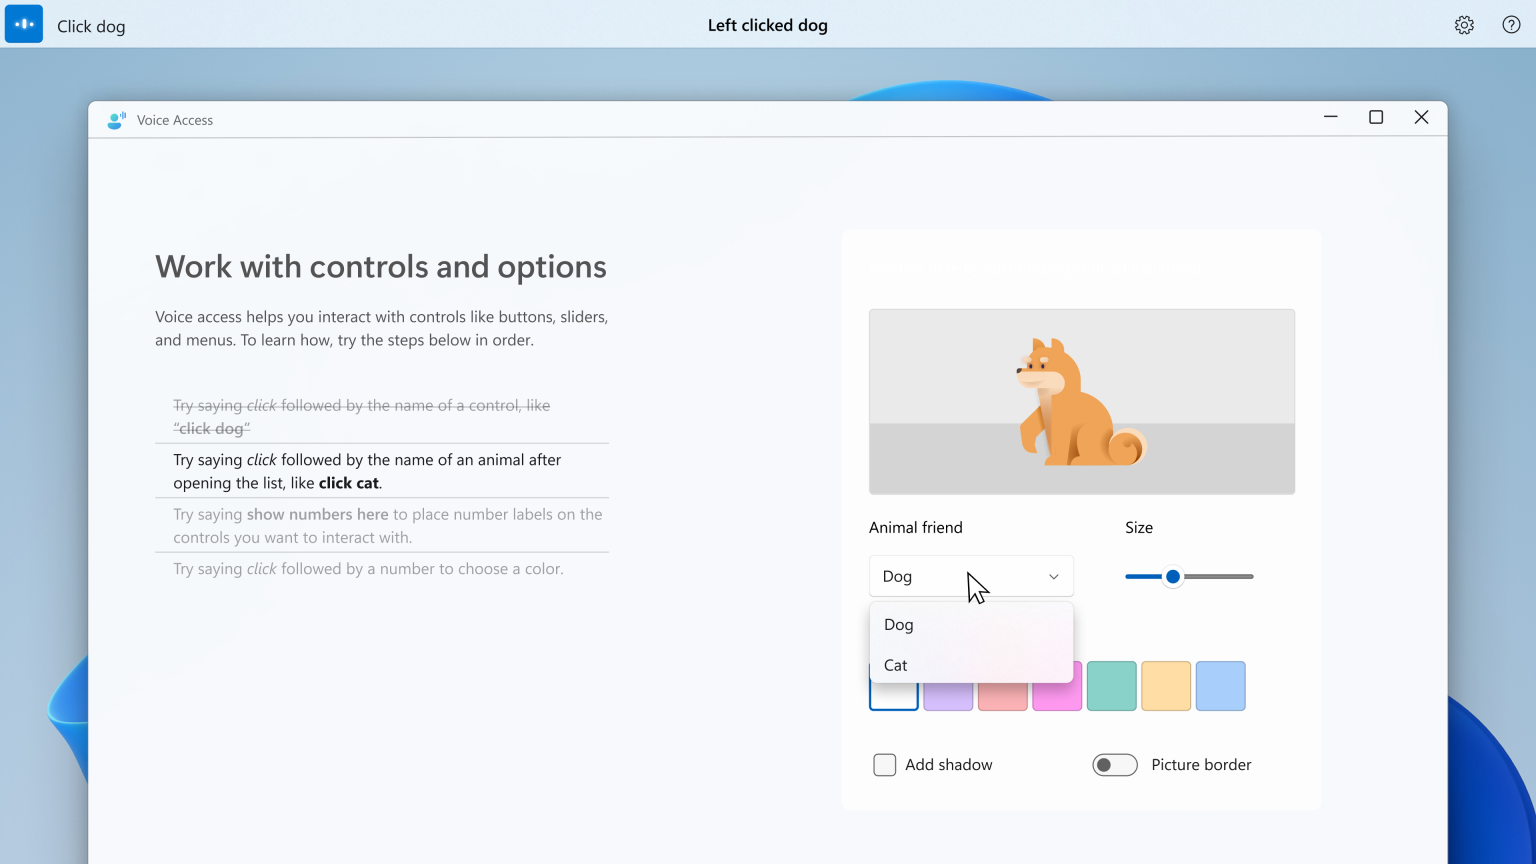 Click dog
Left clicked dog
Voice Access
Work with controls and options
Voice access helps you interact with controls like buttons, sliders,
and menus. To learn how, try the steps below in order.
Try saying click followed by the name of a control, like
“click dog”
Try saying click followed by the name of an animal after
opening the list, like click cat.
Try saying show numbers here to place number labels on the
controls you want to interact with.
Try saying click followed by a number to choose a color.
Animal friend
Size
Dog
Dog
Cat
Add shadow
Picture border